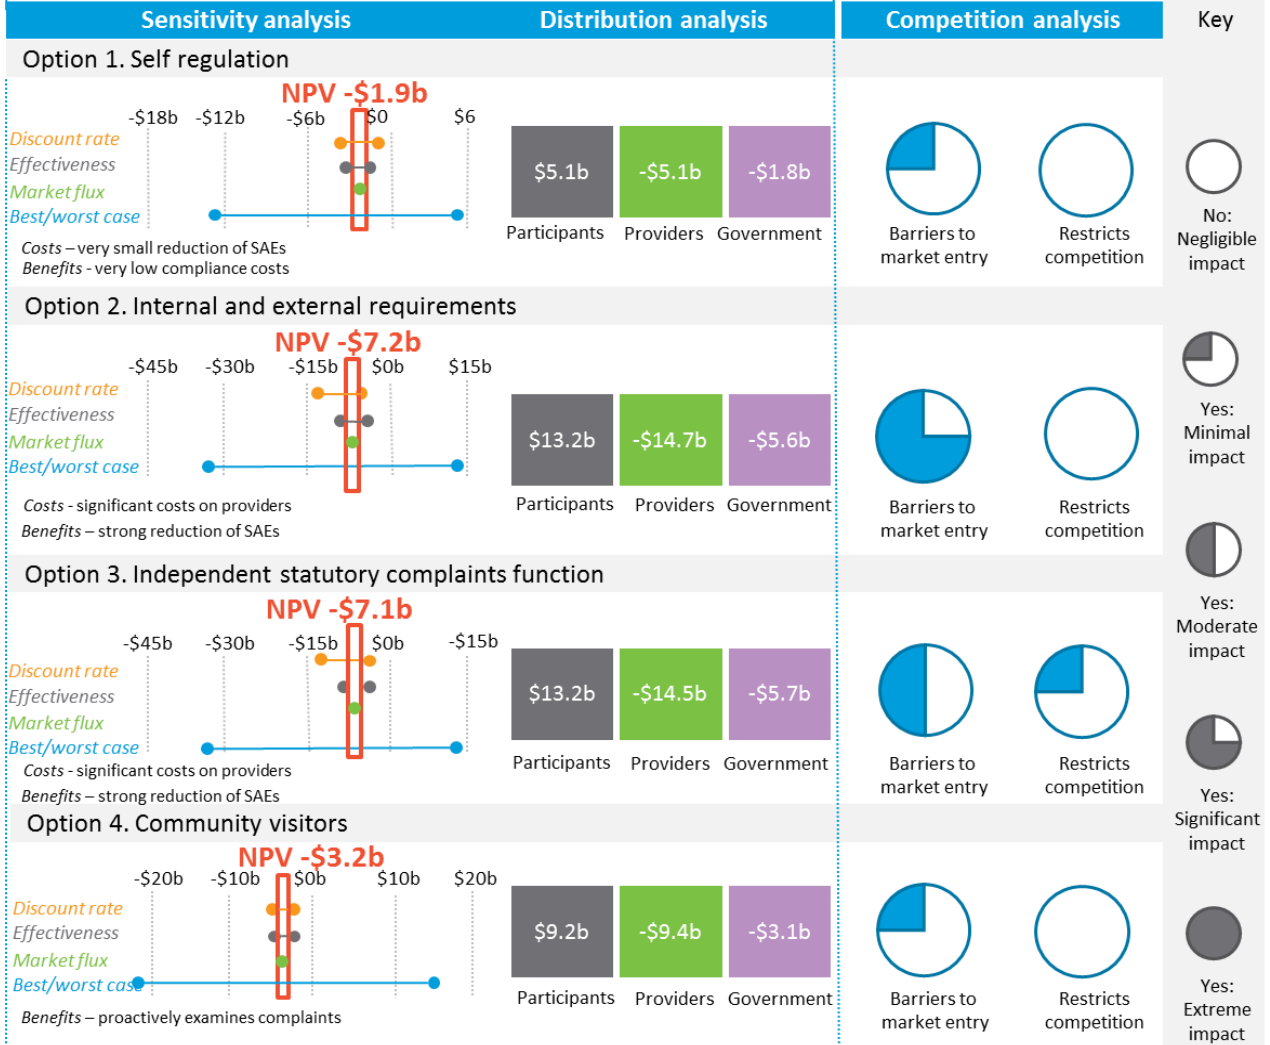 Sensitivity analysis
Distribution analysis
Competition analysis
Key
Option 1. Self regulation
NPV -$1.9b
-$18b -$12b -$6b $0 $6
Discount rate
Effectiveness
Market flux
Best/worst case
Costs – very small reduction of SAEs
Benefits - very low compliance costs
$5.1b -$5.1b -$1.8b
Participants Providers Government
Barriers to
market entry
Restricts
competition
No:
Negligible
impact
Option 2. Internal and external requirements
NPV -$7.2b
-$45b -$30b -$15b $0b $15b
Discount rate
Effectiveness
Market flux
Best/worst case
Costs - significant costs on providers
Benefits – strong reduction of SAEs
$13.2b -$14.7b -$5.6b
Participants Providers Government
Barriers to
market entry
Restricts
competition
Yes:
Minimal
impact
Yes:
Moderate
impact
Option 3. Independent statutory complaints function
NPV -$7.1b
-$45b -$30b -$15b $0b -$15b
Discount rate
Effectiveness
Market flux
Best/worst case
Costs - significant costs on providers
Benefits – strong reduction of SAEs
$13.2b -$14.5b -$5.7b
Participants Providers Government
Barriers to
market entry
Restricts
competition
Yes:
Significant
impact
Option 4. Community visitors
NPV -$3.2b
-$20b -$10b $0b $10b $20b
Discount rate
Effectiveness
Market flux
Best/worst case
Benefits – proactively examines complaints
$9.2b -$9.4b -$3.1b
Participants Providers Government
Barriers to
market entry
Restricts
competition
Yes:
Extreme
impact